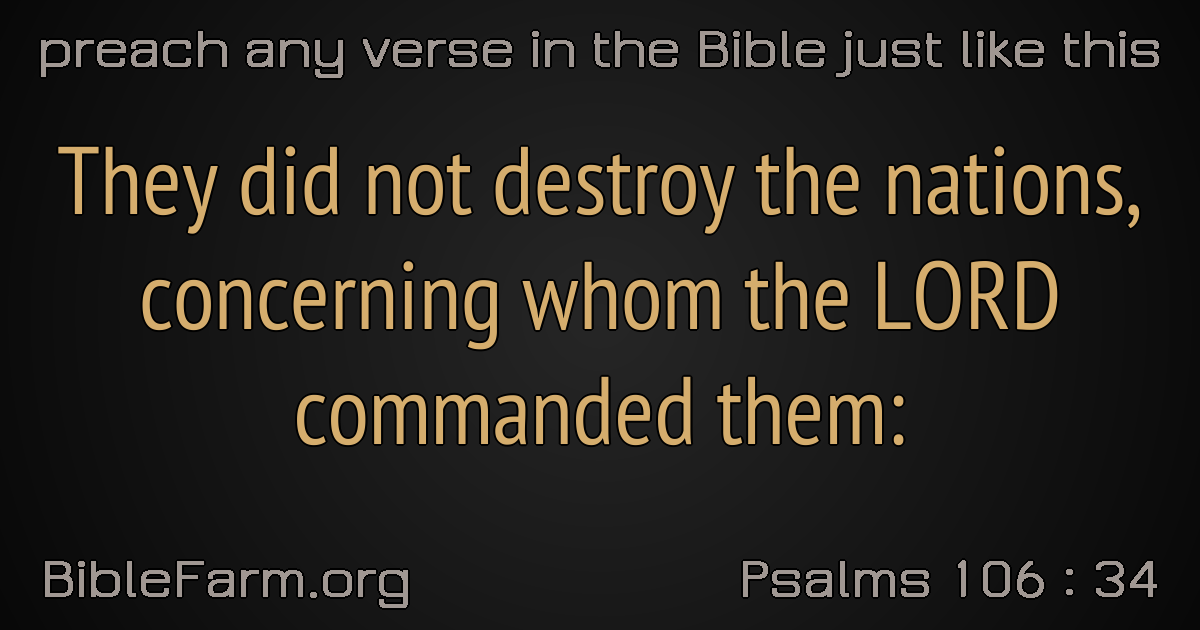 preach any verse in the Bible just like this
They did not destroy the nations,
concerning whom the LORD
commanded them:
BibleFarm.org
Psalms 106 : 34